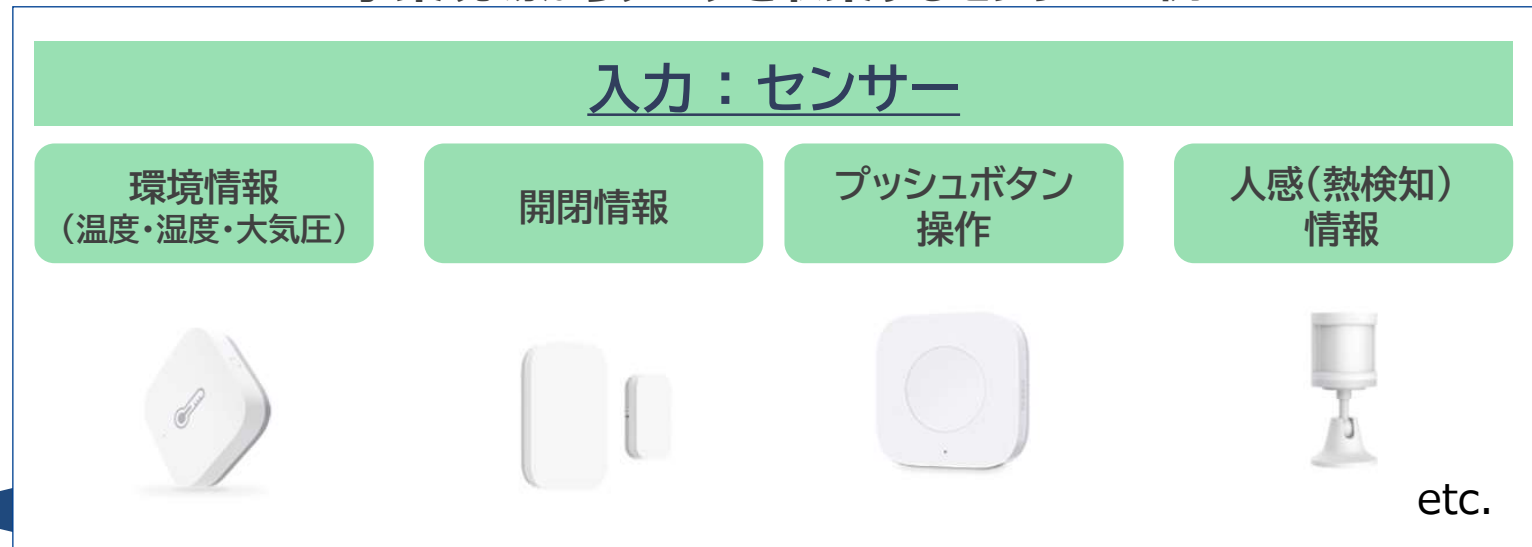 入力：センサー
環境情報
（温度・湿度・大気圧）
開閉情報
プッシュボタン
操作
人感（熱検知）
情報
etc.